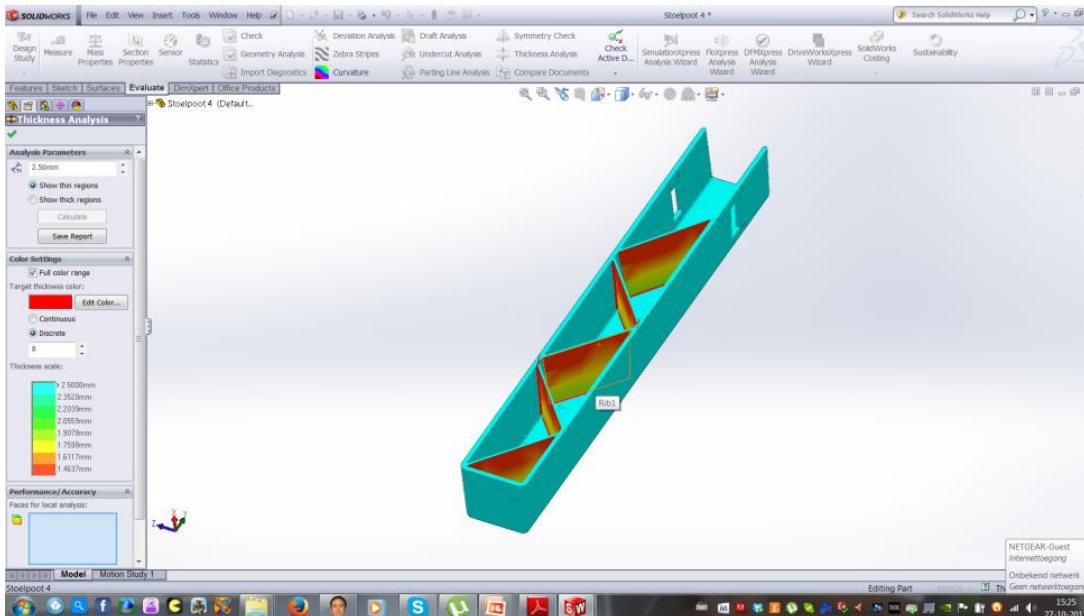 SOLIDWORKS File Edit View Insert Tools Window Help Stoelpoot 4 * Search SolidWorks Help
Design Study
Measure
Mass Properties
Section Properties
Sensor
Statistics
Check
Geometry Analysis
Import Diagnostics
Deviation Analysis
Zebra Stripes
Curvature
Draft Analysis
Undercut Analysis
Parting Line Analysis
Symmetry Check
Thickness Analysis
Compare Documents
Check Active D...
SimulationXpress Analysis Wizard
FloXpress Analysis Wizard
DFMXpress Analysis Wizard
DriveWorksXpress Wizard
SolidWorks Costing
Sustainability
Features Sketch Surfaces Evaluate DimXpert Office Products
Stoelpoot 4 (Default...
Thickness Analysis ?
Analysis Parameters
2.50mm
Show thin regions
Show thick regions
Calculate
Save Report
Color Settings
Full color range
Target thickness color:
Edit Color...
Continuous
Discrete
8
Thickness scale:
> 2.5000mm
2.3520mm
2.2039mm
2.0559mm
1.9078mm
1.7598mm
1.6117mm
1.4637mm
Performance/Accuracy
Faces for local analysis:
Rib1
Z X Y
NETGEAR-Guest
Internettoegang
Onbekend netwerk
Geen netwerktoegang
Model Motion Study 1
Stoelpoot 4 Editing Part
15:25